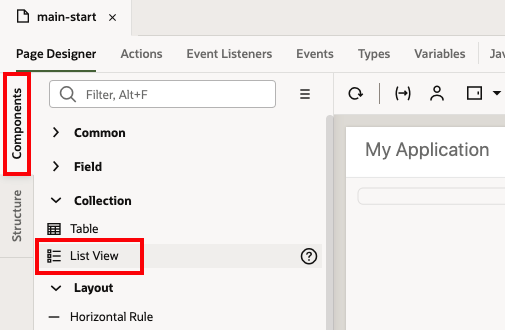 main-start ×
Page Designer Actions Event Listeners Events Types Variables
Components
Structure
Filter, Alt+F
Common
Field
Collection
Table
List View
Layout
Horizontal Rule
My Application